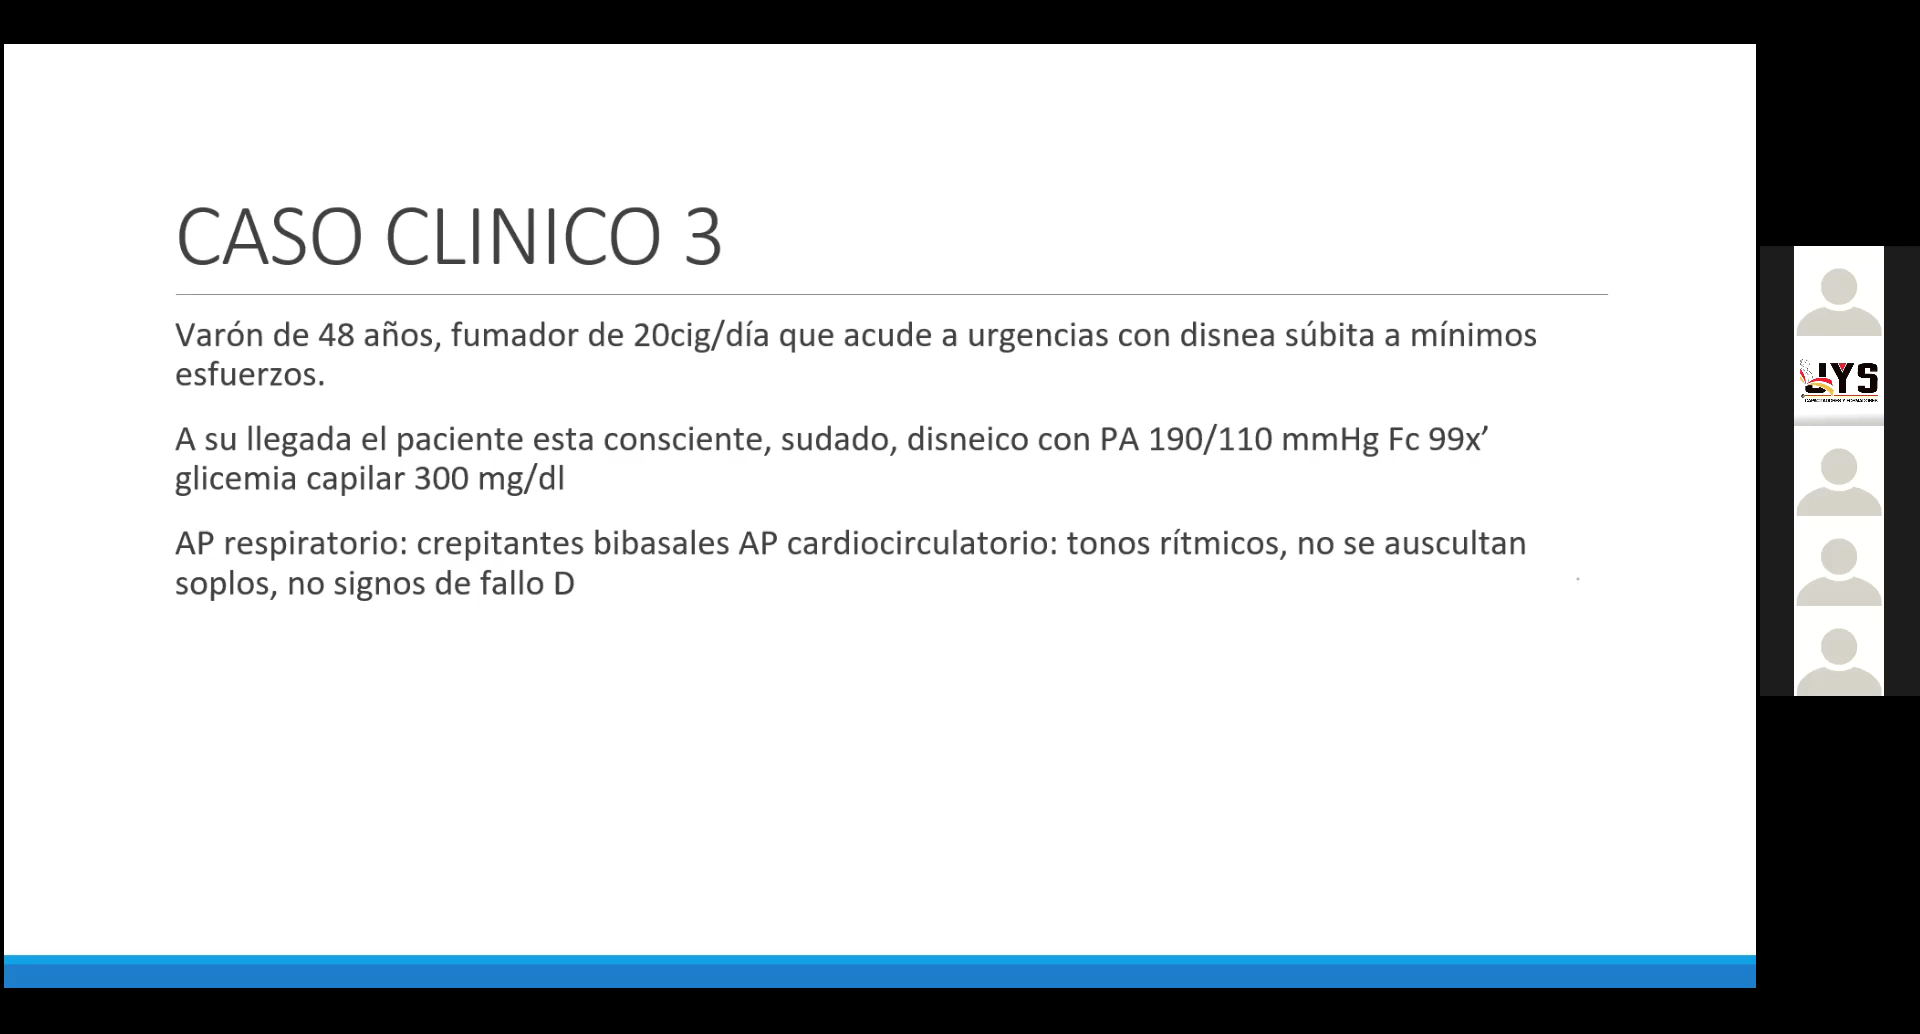 CASO CLINICO 3
Varón de 48 años, fumador de 20cig/día que acude a urgencias con disnea súbita a mínimos
esfuerzos.
A su llegada el paciente esta consciente, sudado, disneico con PA 190/110 mmHg Fc 99x’
glicemia capilar 300 mg/dl
AP respiratorio: crepitantes bibasales AP cardiocirculatorio: tonos rítmicos, no se auscultan
soplos, no signos de fallo D
JYS
CAPACITADORES Y FORMADORES